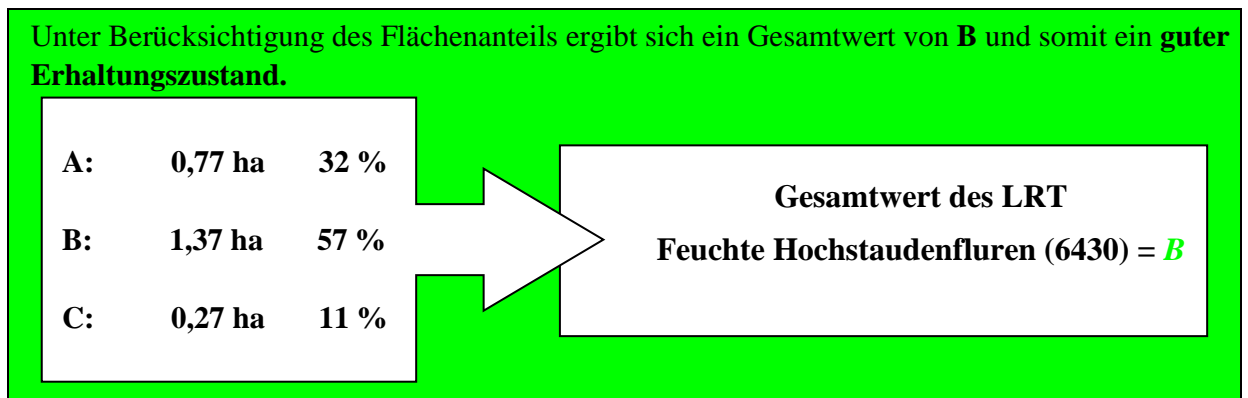 Unter Berücksichtigung des Flächenanteils ergibt sich ein Gesamtwert von B und somit ein guter
Erhaltungszustand.
A: 0,77 ha 32 %
B: 1,37 ha 57 %
C: 0,27 ha 11 %
Gesamtwert des LRT
Feuchte Hochstaudenfluren (6430) = B